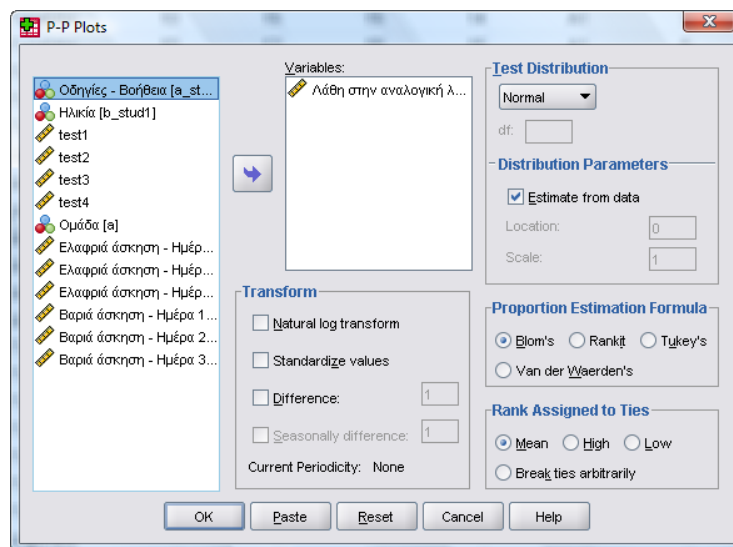 P-P Plots
Οδηγίες - Βοήθεια [a_st...
Ηλικία [b_stud1]
test1
test2
test3
test4
Ομάδα [a]
Ελαφριά άσκηση - Ημέρ...
Ελαφριά άσκηση - Ημέρ...
Ελαφριά άσκηση - Ημέρ...
Βαριά άσκηση - Ημέρα 1...
Βαριά άσκηση - Ημέρα 2...
Βαριά άσκηση - Ημέρα 3...
Variables:
Λάθη στην αναλογική λ...
Transform
Natural log transform
Standardize values
Difference: 1
Seasonally difference: 1
Current Periodicity: None
Test Distribution
Normal
df:
Distribution Parameters
Estimate from data
Location: 0
Scale: 1
Proportion Estimation Formula
Blom's Rankit Tukey's
Van der Waerden's
Rank Assigned to Ties
Mean High Low
Break ties arbitrarily
OK Paste Reset Cancel Help